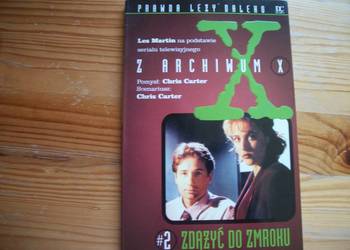 PRAWDA LEŻY DALEKO
Les Martin na podstawie
serialu telewizyjnego
Z ARCHIWUM X
Pomysł: Chris Carter
Scenariusz:
Chris Carter
X
#2 ZDĄŻYĆ DO ZMROKU